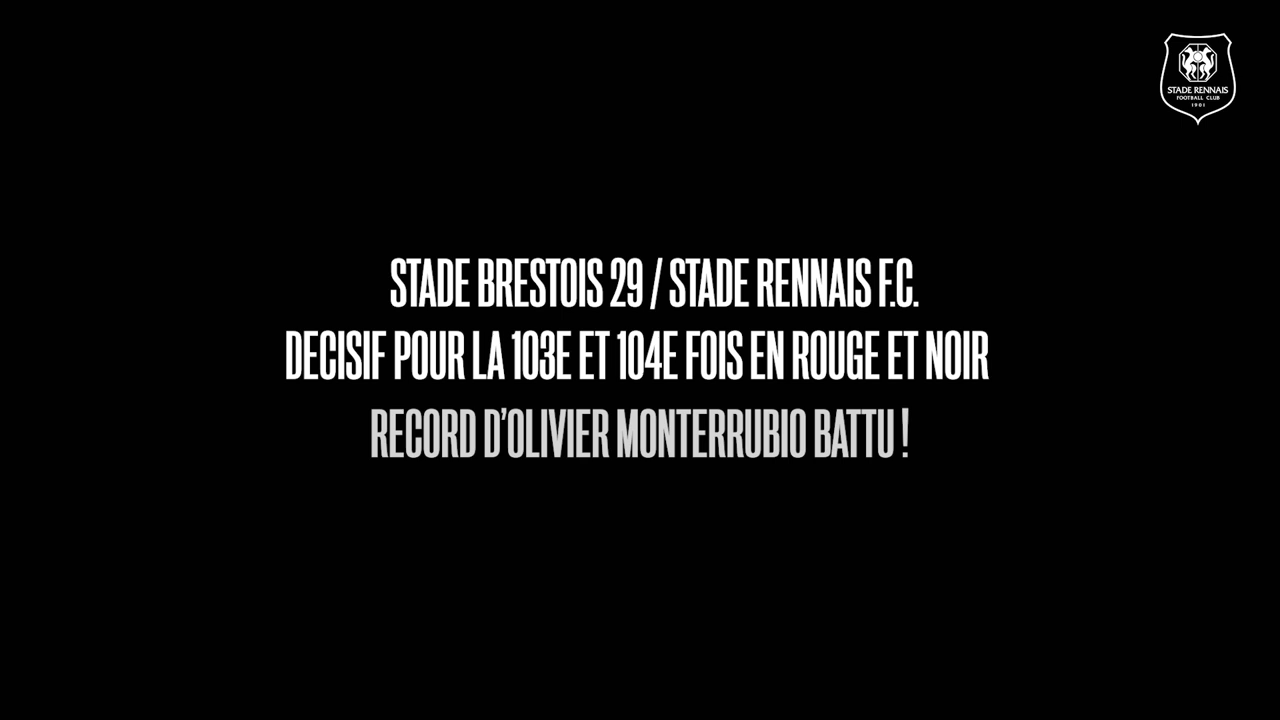 STADE RENNAIS
FOOTBALL CLUB
1901
STADE BRESTOIS 29 / STADE RENNAIS F.C.
DECISIF POUR LA 103E ET 104E FOIS EN ROUGE ET NOIR
RECORD D'OLIVIER MONTERRUBIO BATTU !